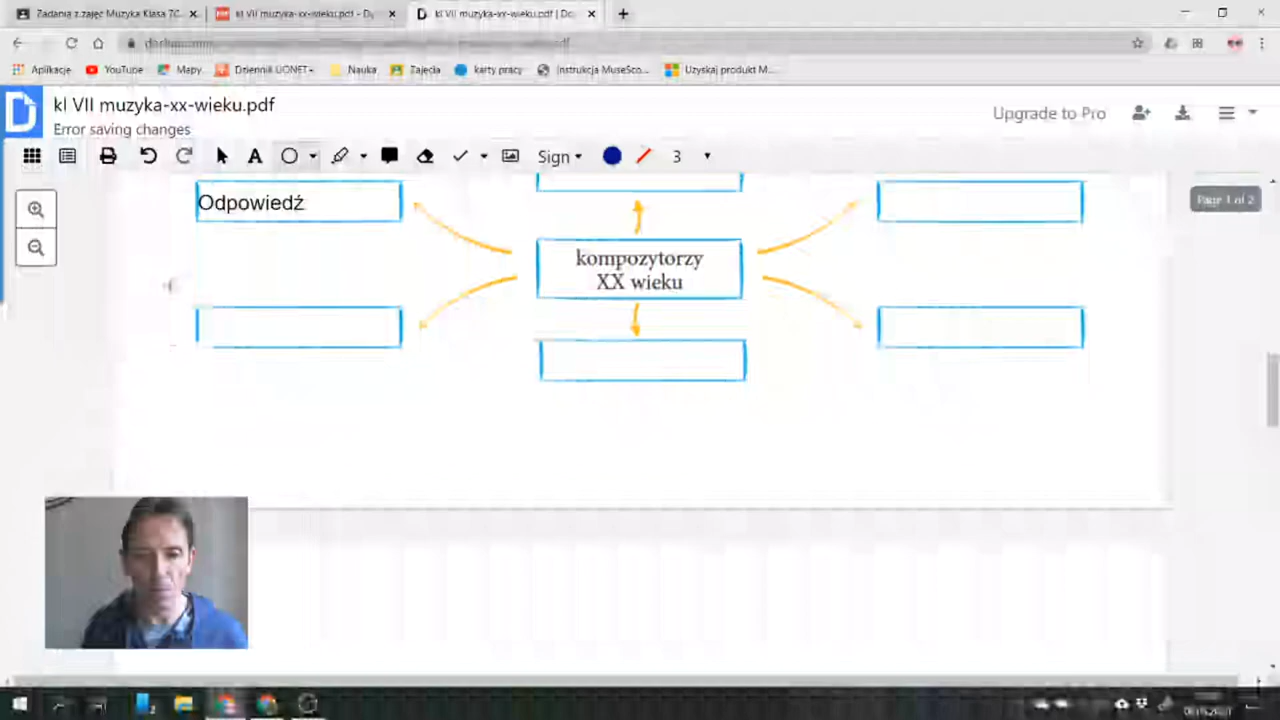 Zadania z zajęć Muzyka Klasa 7C
kl VII muzyka-xx-wieku.pdf - D
kl VII muzyka-xx-wieku.pdf | Do
Aplikacje
YouTube
Mapy
Dziennik UONET+
Nauka
Zajęcia
karty pracy
Instrukcja MuseSco...
Uzyskaj produkt M...
kl VII muzyka-xx-wieku.pdf
Error saving changes
Upgrade to Pro
A
Sign
3
Page 1 of 2
Odpowiedź
kompozytorzy
XX wieku